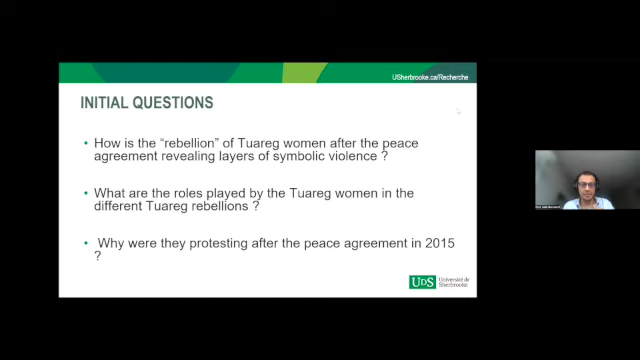 USherbrooke.ca/Recherche
INITIAL QUESTIONS
• How is the “rebellion” of Tuareg women after the peace
agreement revealing layers of symbolic violence ?
• What are the roles played by the Tuareg women in the
different Tuareg rebellions ?
• Why were they protesting after the peace agreement in 2015
?
UDS Université de
Sherbrooke